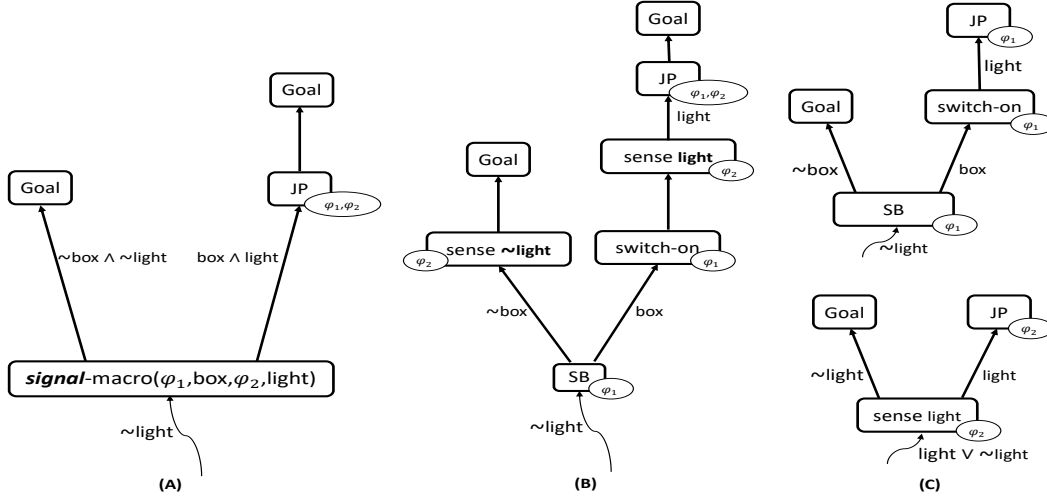 Goal
Goal
JP
φ₁,φ₂
~box ∧ ~light
box ∧ light
signal-macro(φ₁,box,φ₂,light)
~light
(A)
Goal
JP
φ₁,φ₂
light
Goal
sense light
φ₂
sense ~light
φ₂
switch-on
φ₁
~box
box
SB
φ₁
~light
(B)
JP
φ₁
light
Goal
switch-on
φ₁
~box
box
SB
φ₁
~light
Goal
JP
φ₂
~light
light
sense light
φ₂
light ∨ ~light
(C)